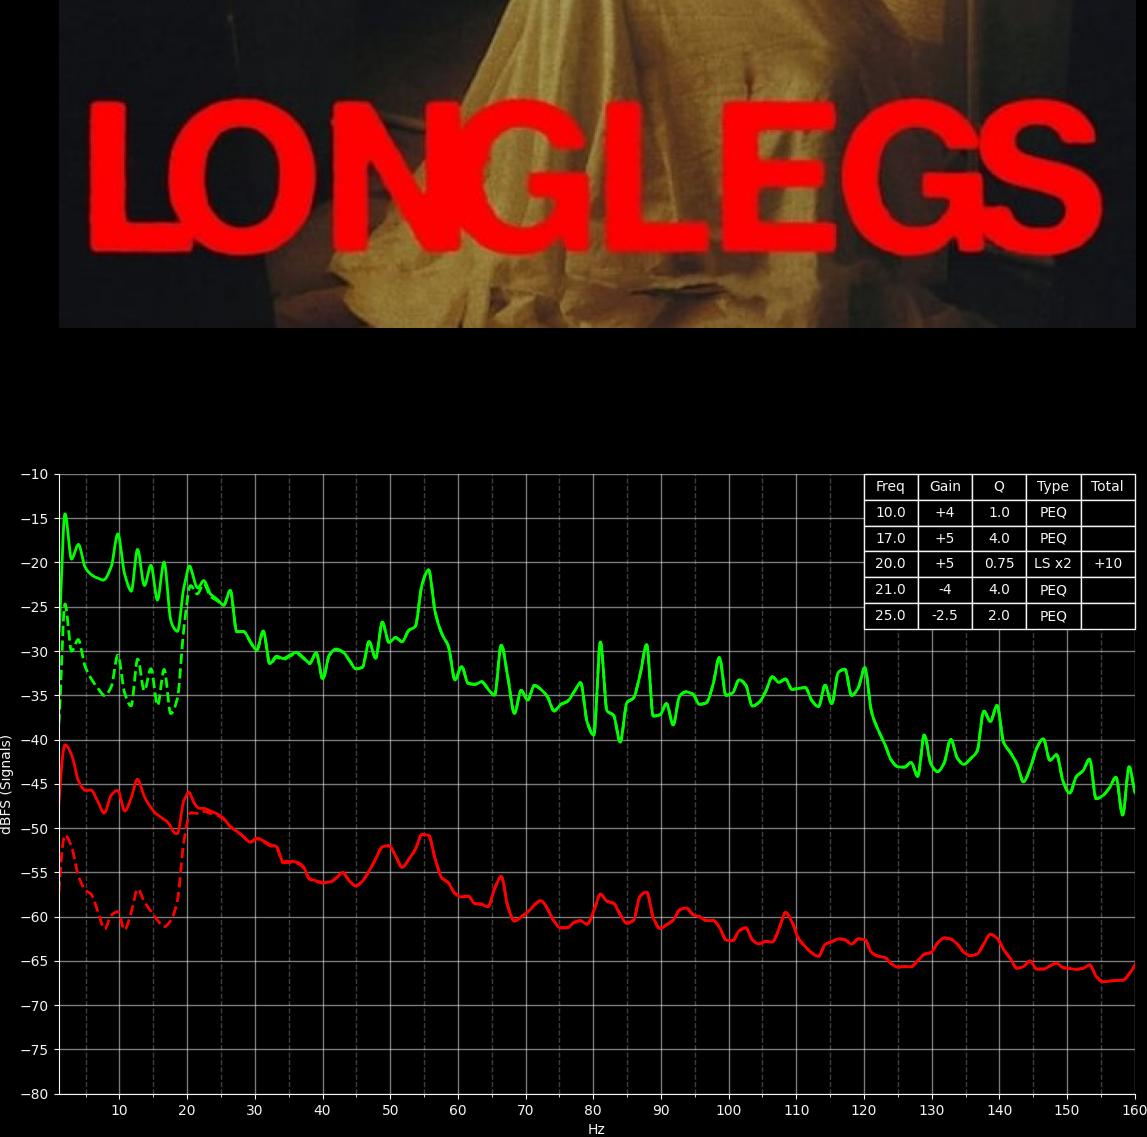 LONGLEGS
−10
−15
−20
−25
−30
−35
−40
−45
−50
−55
−60
−65
−70
−75
−80
dBFS (Signals)
Freq Gain Q Type Total
10.0 +4 1.0 PEQ
17.0 +5 4.0 PEQ
20.0 +5 0.75 LS x2 +10
21.0 -4 4.0 PEQ
25.0 -2.5 2.0 PEQ
10 20 30 40 50 60 70 80 90 100 110 120 130 140 150 160
Hz